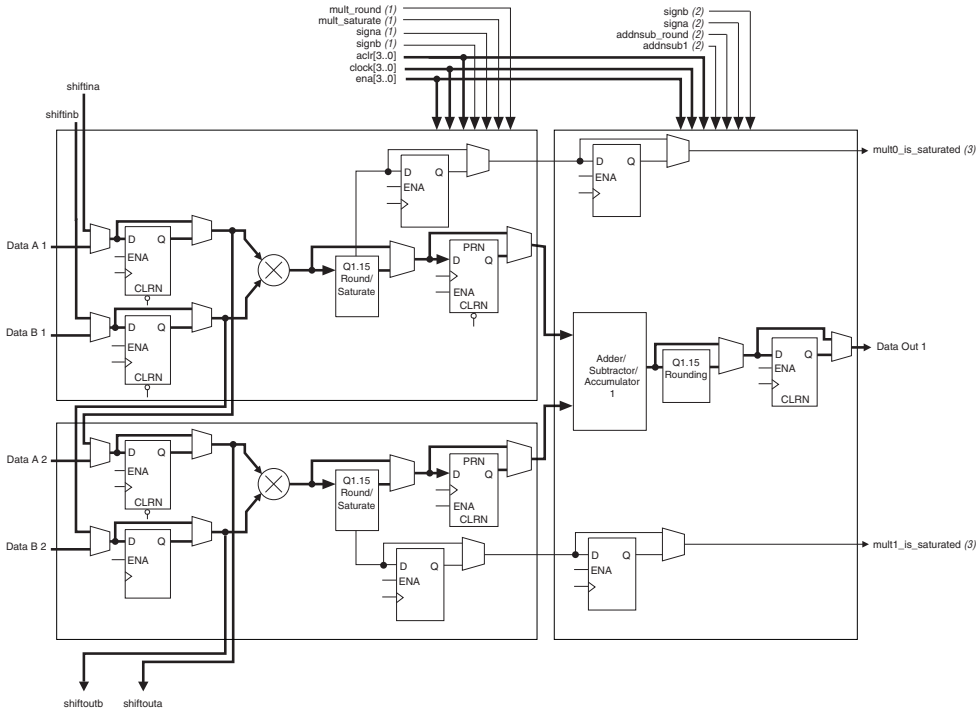 mult_round (1)
mult_saturate (1)
signa (1)
signb (1)
aclr[3..0]
clock[3..0]
ena[3..0]
signb (2)
signa (2)
addnsub_round (2)
addnsub1 (2)
shiftina
shiftinb
D Q
ENA
D Q
ENA
mult0_is_saturated (3)
Data A 1
D Q
ENA
CLRN
Q1.15
Round/
Saturate
PRN
D Q
ENA
CLRN
Data B 1
D Q
ENA
CLRN
Adder/
Subtractor/
Accumulator
1
Q1.15
Rounding
D Q
ENA
CLRN
Data Out 1
Data A 2
D Q
ENA
CLRN
Q1.15
Round/
Saturate
PRN
D Q
ENA
CLRN
Data B 2
D Q
ENA
D Q
ENA
D Q
ENA
mult1_is_saturated (3)
shiftoutb
shiftouta